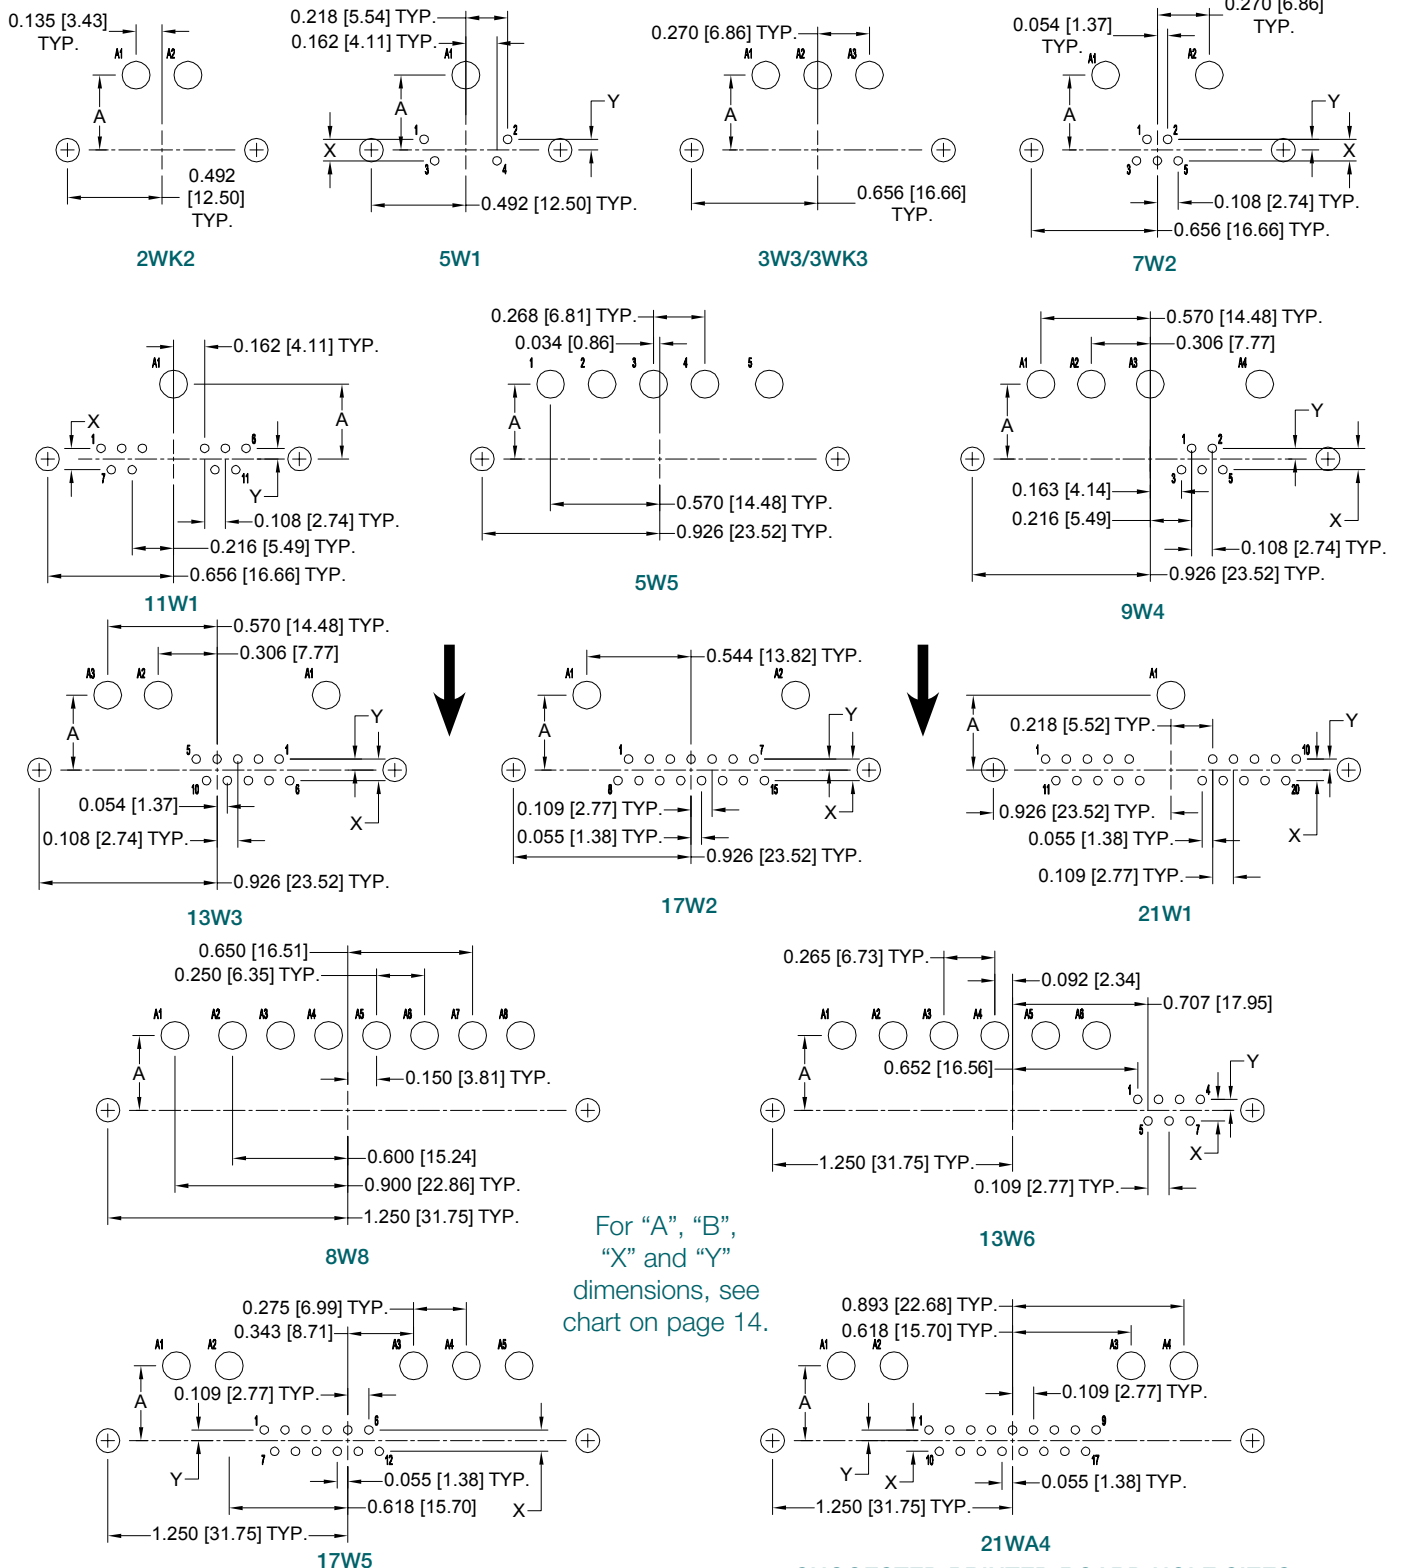 0.135 [3.43]
TYP.
A1 A2
A
0.492
[12.50]
TYP.
2WK2
0.218 [5.54] TYP.
0.162 [4.11] TYP.
A1
A
Y
X
1 2
3 4
0.492 [12.50] TYP.
5W1
0.270 [6.86] TYP.
A1 A2 A3
A
0.656 [16.66]
TYP.
3W3/3WK3
0.270 [6.86]
TYP.
0.054 [1.37]
TYP.
A1 A2
A
Y
X
1 2
3 5
0.108 [2.74] TYP.
0.656 [16.66] TYP.
7W2
0.162 [4.11] TYP.
A1
A
X
1 6
7 11
Y
0.108 [2.74] TYP.
0.216 [5.49] TYP.
0.656 [16.66] TYP.
11W1
0.268 [6.81] TYP.
0.034 [0.86]
1 2 3 4 5
A
0.570 [14.48] TYP.
0.926 [23.52] TYP.
5W5
0.570 [14.48] TYP.
0.306 [7.77]
A1 A2 A3 A4
A
Y
1 2
3 5
0.163 [4.14]
0.216 [5.49]
X
0.108 [2.74] TYP.
0.926 [23.52] TYP.
9W4
0.570 [14.48] TYP.
0.306 [7.77]
A3 A2 A1
A
Y
5 1
10 6
0.054 [1.37]
X
0.108 [2.74] TYP.
0.926 [23.52] TYP.
13W3
0.544 [13.82] TYP.
A1 A2
A
Y
1 7
8 15
0.109 [2.77] TYP.
X
0.055 [1.38] TYP.
0.926 [23.52] TYP.
17W2
A1
A
0.218 [5.52] TYP.
Y
1 10
11 20
0.926 [23.52] TYP.
0.055 [1.38] TYP.
X
0.109 [2.77] TYP.
21W1
0.650 [16.51]
0.250 [6.35] TYP.
A1 A2 A3 A4 A5 A6 A7 A8
A
0.150 [3.81] TYP.
0.600 [15.24]
0.900 [22.86] TYP.
1.250 [31.75] TYP.
8W8
0.265 [6.73] TYP.
0.092 [2.34]
0.707 [17.95]
A1 A2 A3 A4 A5 A6
A
0.652 [16.56]
Y
1 4
5 7
X
1.250 [31.75] TYP.
0.109 [2.77] TYP.
13W6
For “A”, “B”,
“X” and “Y”
dimensions, see
chart on page 14.
0.275 [6.99] TYP.
0.343 [8.71]
A1 A2 A3 A4 A5
A
0.109 [2.77] TYP.
1 6
7 12
Y
0.055 [1.38] TYP.
0.618 [15.70]
X
1.250 [31.75] TYP.
17W5
0.893 [22.68] TYP.
0.618 [15.70] TYP.
A1 A2 A3 A4
A
0.109 [2.77] TYP.
1 9
10 17
Y
X
0.055 [1.38] TYP.
1.250 [31.75] TYP.
21WA4